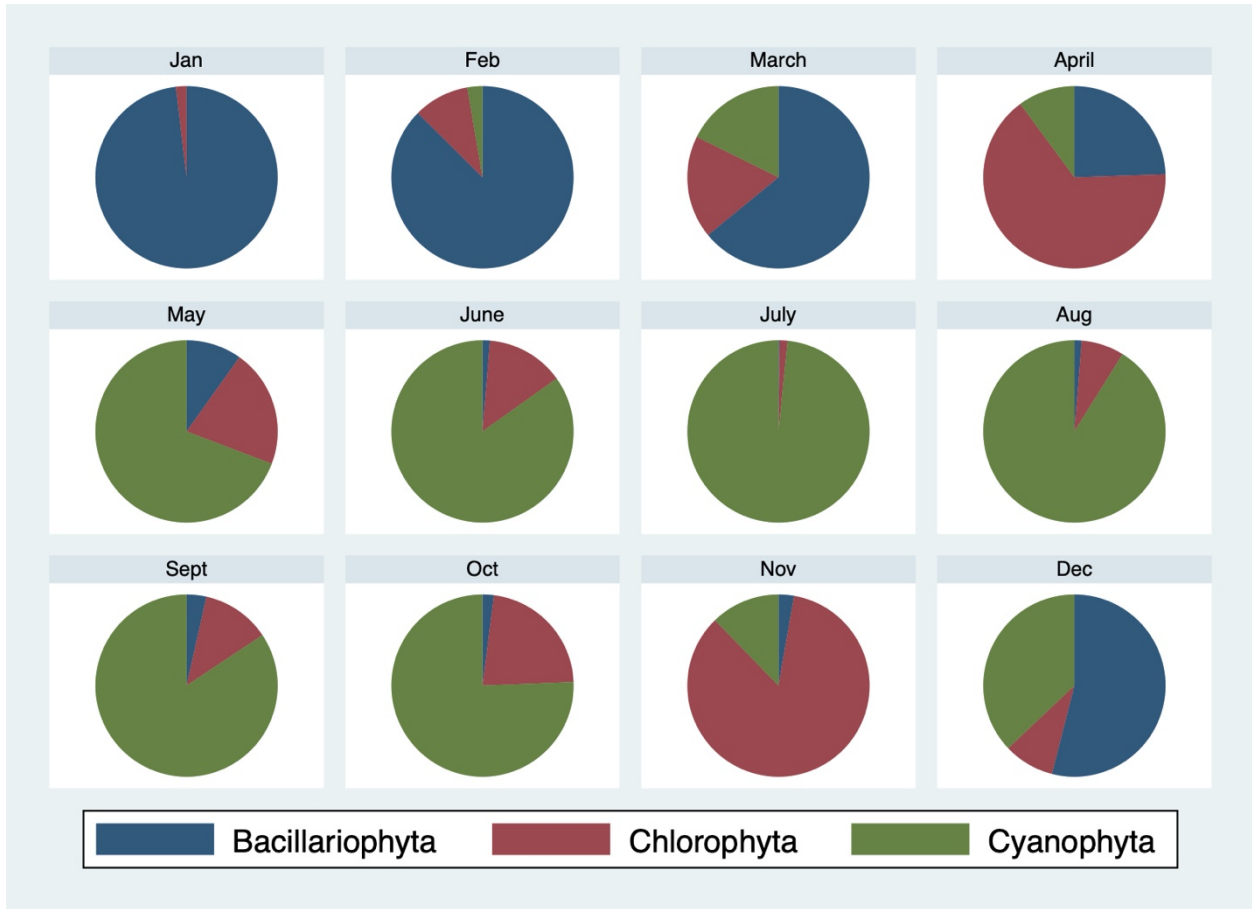 Jan Feb March April
May June July Aug
Sept Oct Nov Dec
Bacillariophyta Chlorophyta Cyanophyta